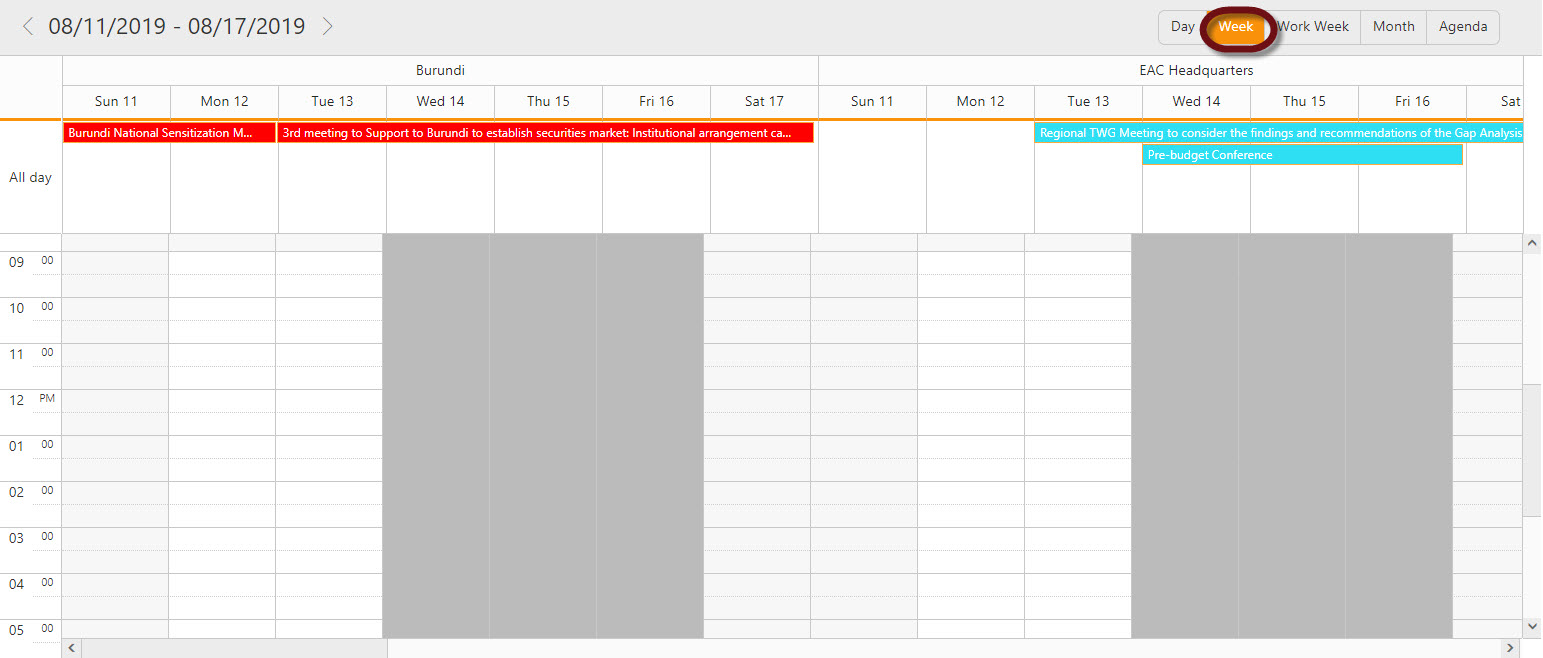 08/11/2019 - 08/17/2019
Day Week Work Week Month Agenda
Burundi EAC Headquarters
Sun 11 Mon 12 Tue 13 Wed 14 Thu 15 Fri 16 Sat 17 Sun 11 Mon 12 Tue 13 Wed 14 Thu 15 Fri 16 Sat
Burundi National Sensitization M... 3rd meeting to Support to Burundi to establish securities market: Institutional arrangement ca... Regional TWG Meeting to consider the findings and recommendations of the Gap Analysis
Pre-budget Conference
All day
09 00
10 00
11 00
12 PM
01 00
02 00
03 00
04 00
05 00